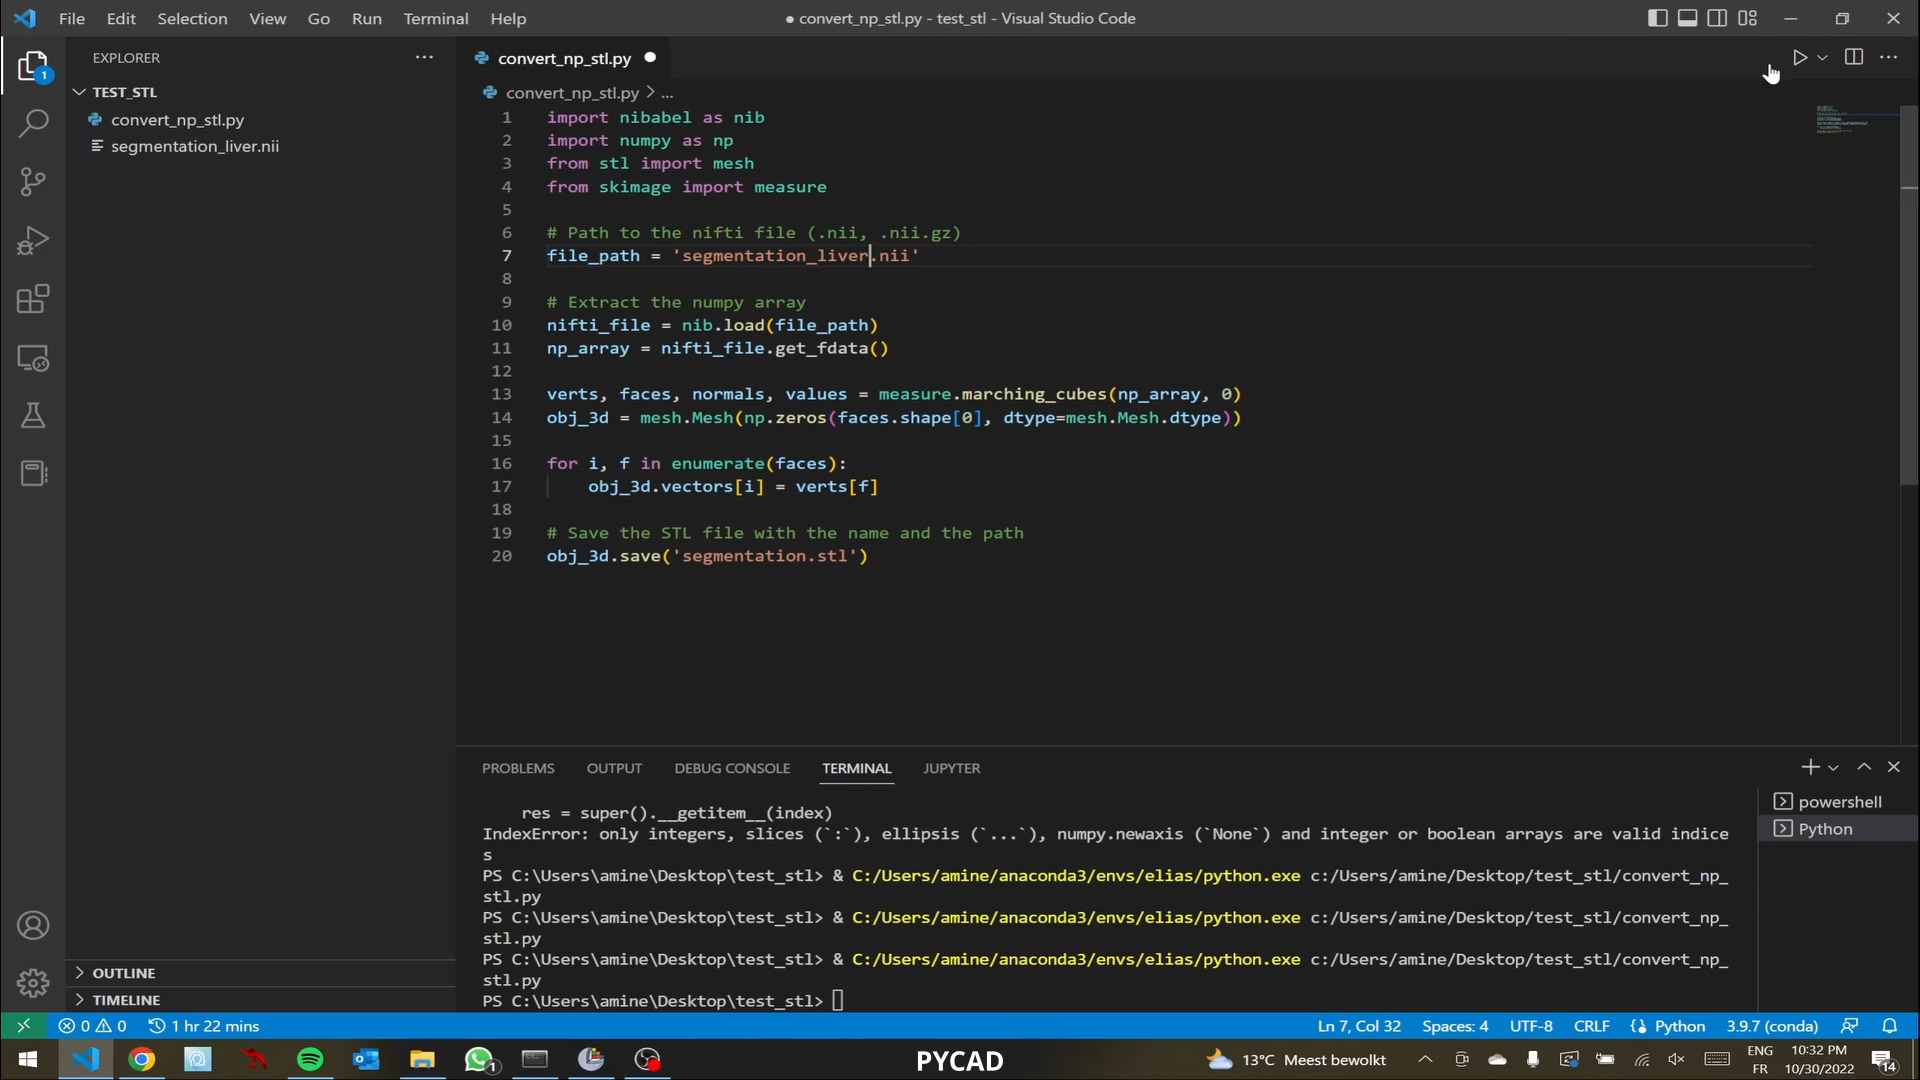 File Edit Selection View Go Run Terminal Help
● convert_np_stl.py - test_stl - Visual Studio Code
EXPLORER
1
TEST_STL
convert_np_stl.py
segmentation_liver.nii
convert_np_stl.py
convert_np_stl.py > ...
1 import nibabel as nib
2 import numpy as np
3 from stl import mesh
4 from skimage import measure
5
6 # Path to the nifti file (.nii, .nii.gz)
7 file_path = 'segmentation_liver.nii'
8
9 # Extract the numpy array
10 nifti_file = nib.load(file_path)
11 np_array = nifti_file.get_fdata()
12
13 verts, faces, normals, values = measure.marching_cubes(np_array, 0)
14 obj_3d = mesh.Mesh(np.zeros(faces.shape[0], dtype=mesh.Mesh.dtype))
15
16 for i, f in enumerate(faces):
17 obj_3d.vectors[i] = verts[f]
18
19 # Save the STL file with the name and the path
20 obj_3d.save('segmentation.stl')
PROBLEMS OUTPUT DEBUG CONSOLE TERMINAL JUPYTER
res = super().__getitem__(index)
IndexError: only integers, slices (`:`), ellipsis (`...`), numpy.newaxis (`None`) and integer or boolean arrays are valid indice
s
PS C:\Users\amine\Desktop\test_stl> & C:/Users/amine/anaconda3/envs/elias/python.exe c:/Users/amine/Desktop/test_stl/convert_np_
stl.py
PS C:\Users\amine\Desktop\test_stl> & C:/Users/amine/anaconda3/envs/elias/python.exe c:/Users/amine/Desktop/test_stl/convert_np_
stl.py
PS C:\Users\amine\Desktop\test_stl> & C:/Users/amine/anaconda3/envs/elias/python.exe c:/Users/amine/Desktop/test_stl/convert_np_
stl.py
PS C:\Users\amine\Desktop\test_stl>
powershell
Python
OUTLINE
TIMELINE
0 0 1 hr 22 mins
Ln 7, Col 32 Spaces: 4 UTF-8 CRLF Python 3.9.7 (conda)
1
PYCAD
13°C Meest bewolkt
ENG
FR
10:32 PM
10/30/2022
14